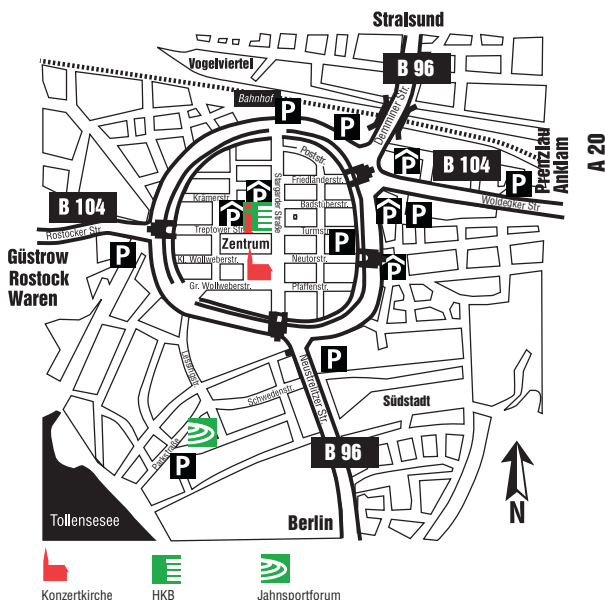 Stralsund
Vogelviertel
B 96
Bahnhof
P
P
Demminer Str.
Poststr.
P
B 104
P
Prenzlau
Anklam
A 20
Friedländerstr.
Krämerstr.
P
Stargarder Straße
Badstüberstr.
P
P
Woldegker Str
B 104
P
Rostocker Str.
Treptower Str.
Turmstr.
P
Zentrum
P
Güstrow
Rostock
Waren
Kl. Wollweberstr.
Neutorstr.
P
Gr. Wollweberstr.
Pfaffenstr.
Lessingstr.
Neustrelitzer Str.
P
Schwedenstr.
Südstadt
Parkstraße
P
B 96
Tollensesee
Berlin
N
Konzertkirche
HKB
Jahnsportforum